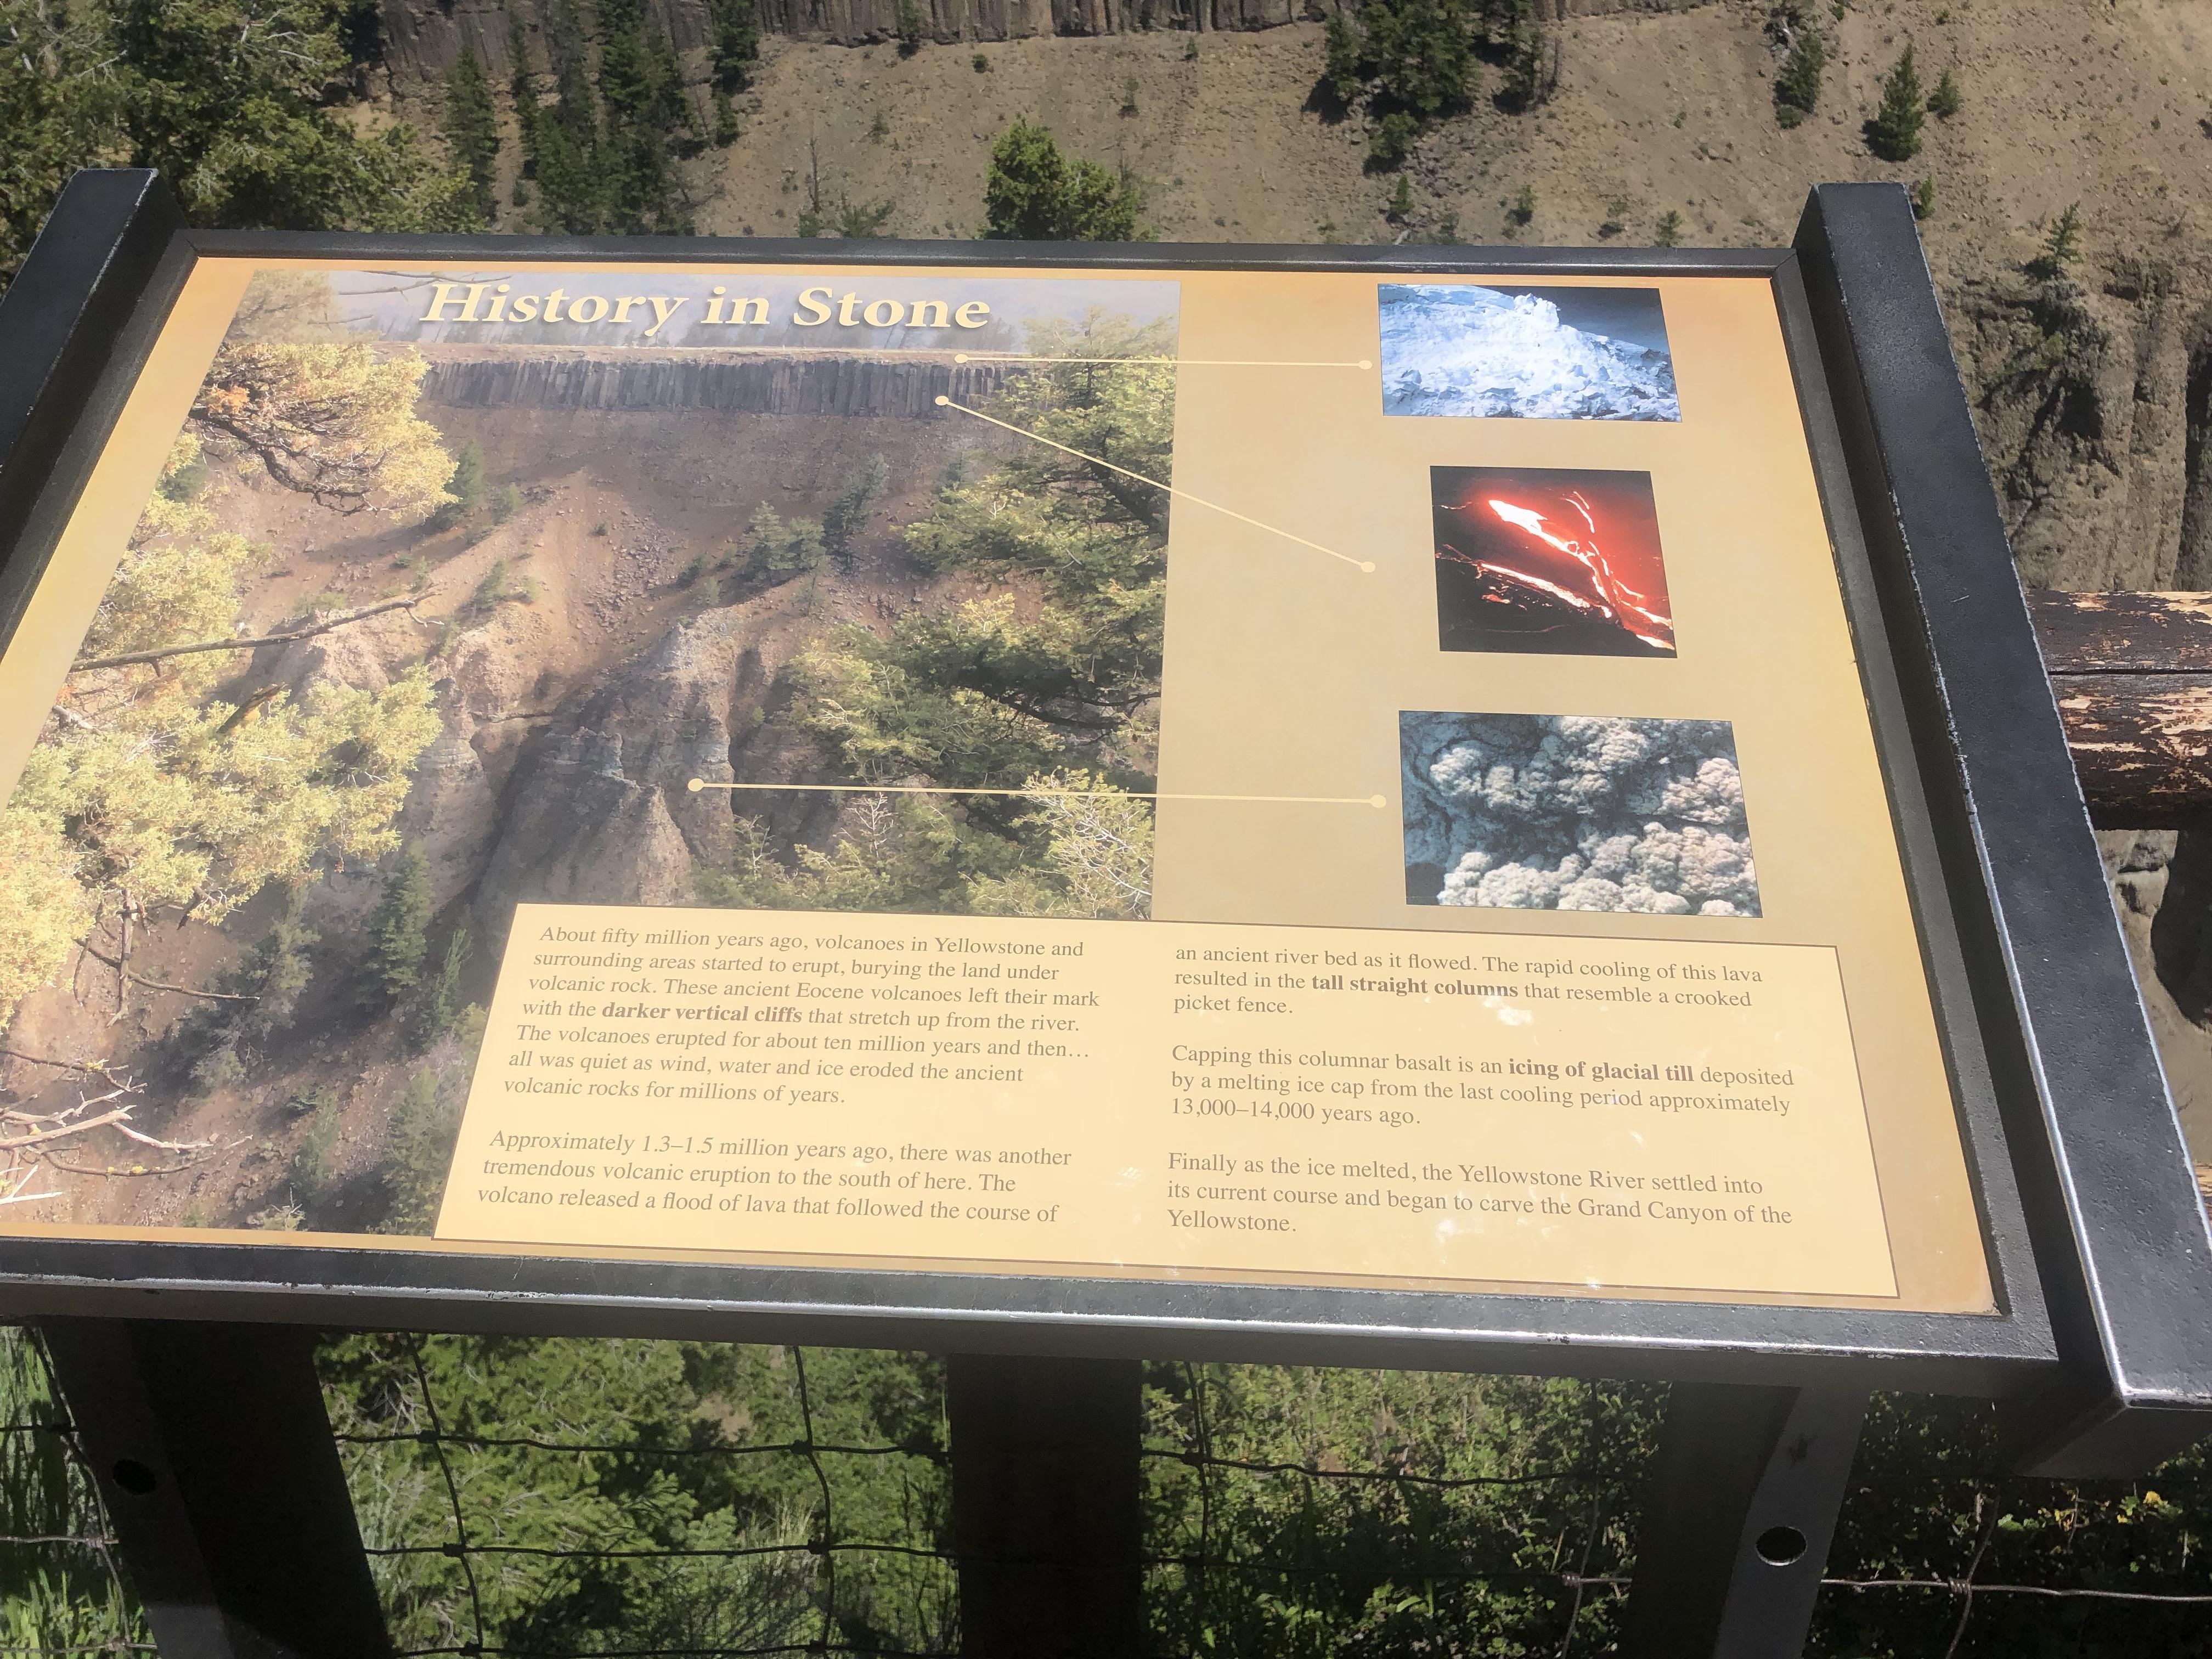 History in Stone
About fifty million years ago, volcanoes in Yellowstone and
surrounding areas started to erupt, burying the land under
volcanic rock. These ancient Eocene volcanoes left their mark
with the darker vertical cliffs that stretch up from the river.
The volcanoes erupted for about ten million years and then…
all was quiet as wind, water and ice eroded the ancient
volcanic rocks for millions of years.
Approximately 1.3–1.5 million years ago, there was another
tremendous volcanic eruption to the south of here. The
volcano released a flood of lava that followed the course of
an ancient river bed as it flowed. The rapid cooling of this lava
resulted in the tall straight columns that resemble a crooked
picket fence.
Capping this columnar basalt is an icing of glacial till deposited
by a melting ice cap from the last cooling period approximately
13,000–14,000 years ago.
Finally as the ice melted, the Yellowstone River settled into
its current course and began to carve the Grand Canyon of the
Yellowstone.